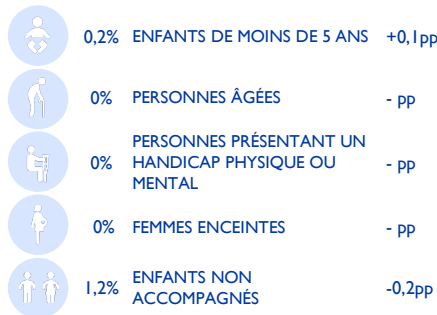 0,2% ENFANTS DE MOINS DE 5 ANS +0,1pp
0% PERSONNES ÂGÉES - pp
PERSONNES PRÉSENTANT UN
0% HANDICAP PHYSIQUE OU - pp
MENTAL
0% FEMMES ENCEINTES - pp
ENFANTS NON
1,2% ACCOMPAGNÉS -0,2pp